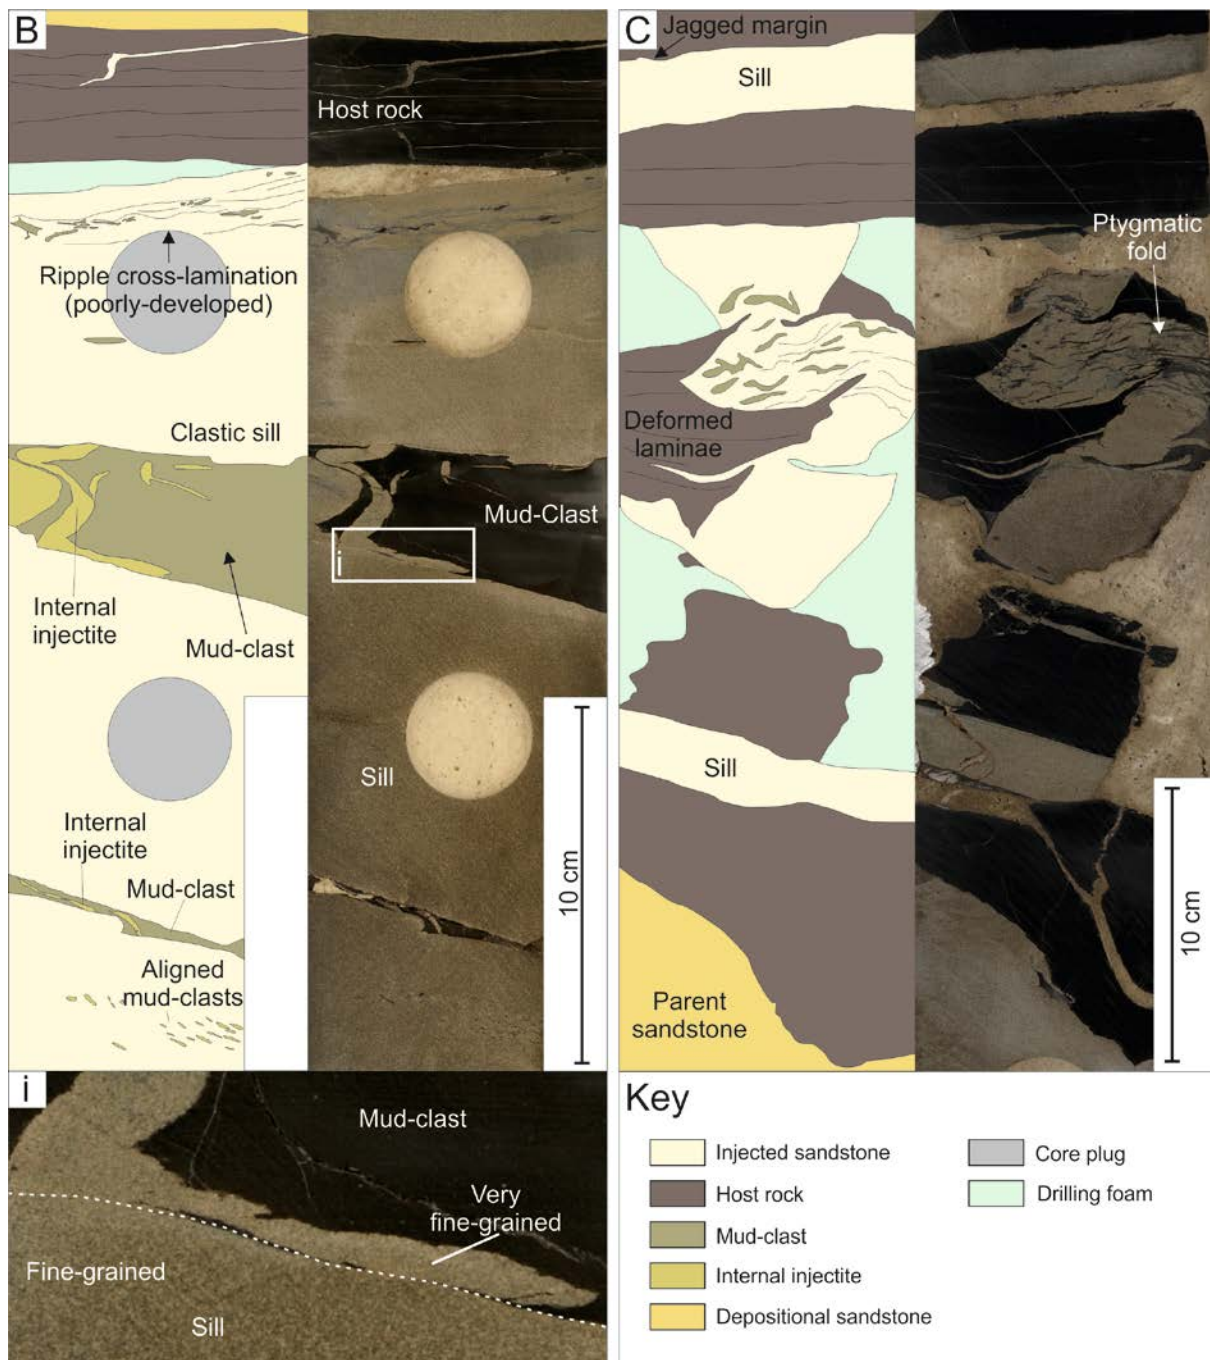 B
Host rock
Ripple cross-lamination
(poorly-developed)
Clastic sill
Mud-Clast
i
Internal
injectite
Mud-clast
Sill
Internal
injectite
Mud-clast
Aligned
mud-clasts
10 cm
C
Jagged margin
Sill
Ptygmatic
fold
Deformed
laminae
Sill
Parent
sandstone
10 cm
i
Mud-clast
Very
fine-grained
Fine-grained
Sill
Key
Injected sandstone
Host rock
Mud-clast
Internal injectite
Depositional sandstone
Core plug
Drilling foam